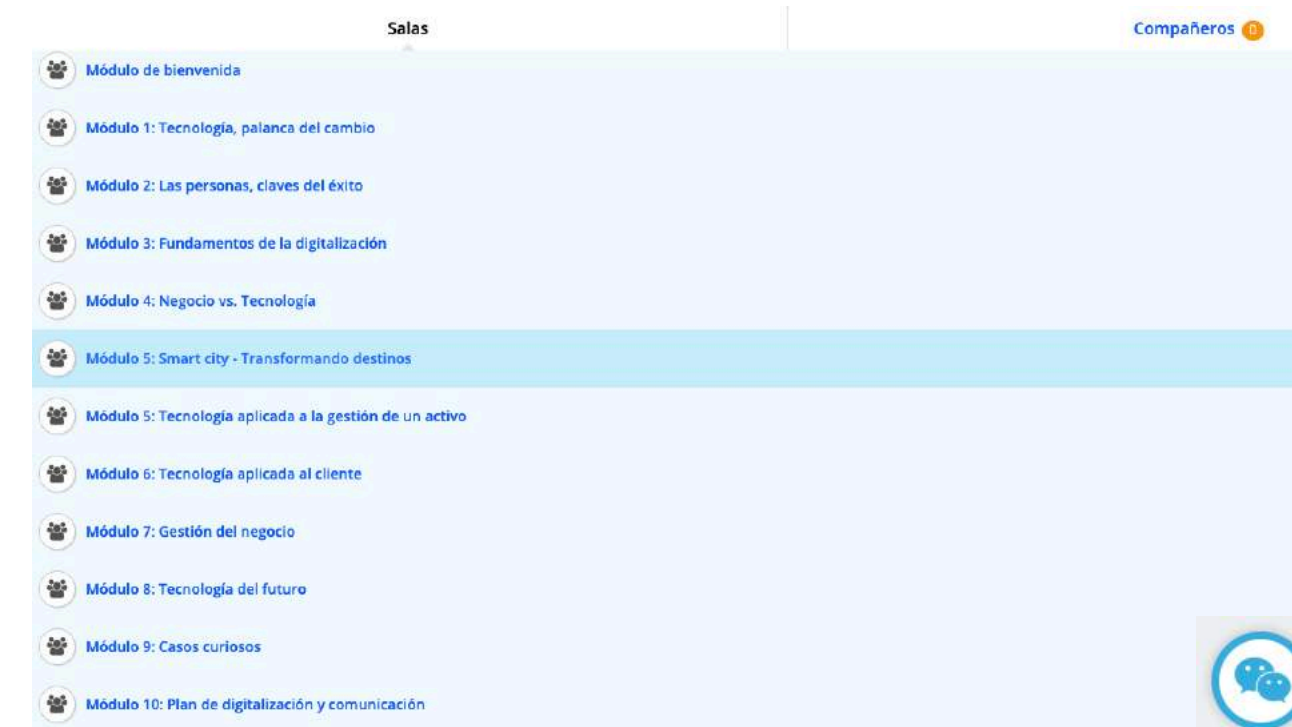 Salas
Compañeros 0
Módulo de bienvenida
Módulo 1: Tecnología, palanca del cambio
Módulo 2: Las personas, claves del éxito
Módulo 3: Fundamentos de la digitalización
Módulo 4: Negocio vs. Tecnología
Módulo 5: Smart city - Transformando destinos
Módulo 5: Tecnología aplicada a la gestión de un activo
Módulo 6: Tecnología aplicada al cliente
Módulo 7: Gestión del negocio
Módulo 8: Tecnología del futuro
Módulo 9: Casos curiosos
Módulo 10: Plan de digitalización y comunicación